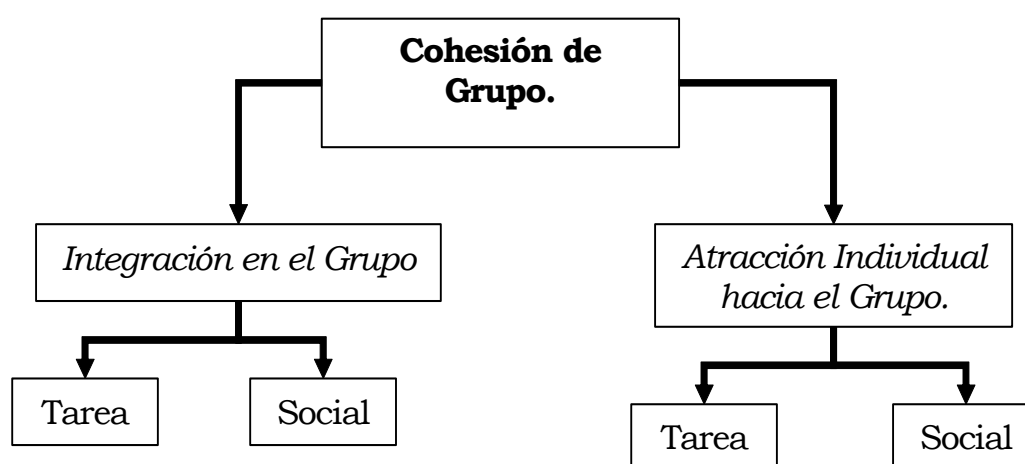 Cohesión de
Grupo.
Integración en el Grupo
Atracción Individual
hacia el Grupo.
Tarea
Social
Tarea
Social